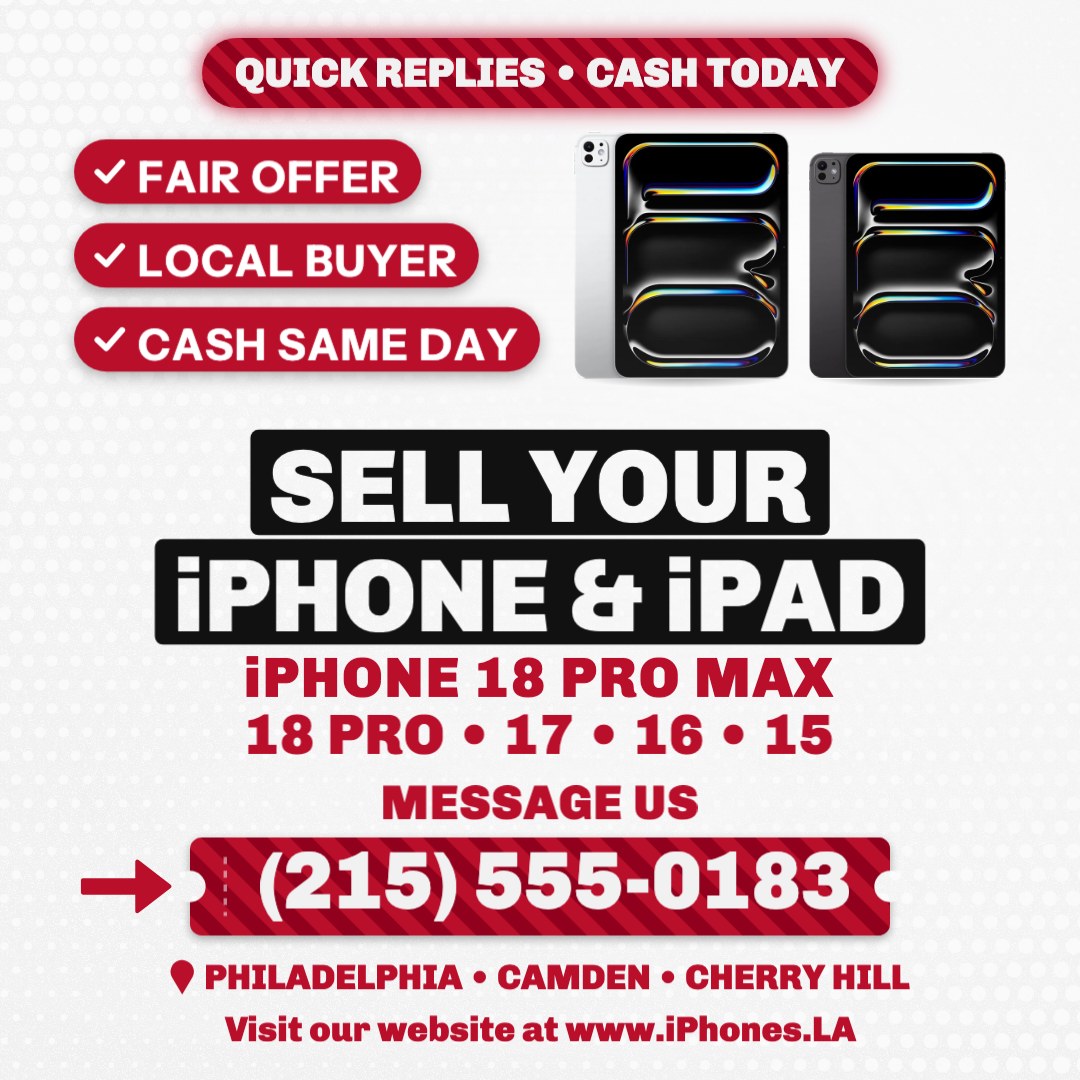 QUICK REPLIES • CASH TODAY
✓ FAIR OFFER
✓ LOCAL BUYER
✓ CASH SAME DAY
SELL YOUR
iPHONE & iPAD
iPHONE 18 PRO MAX
18 PRO • 17 • 16 • 15
MESSAGE US
(215) 555-0183
PHILADELPHIA • CAMDEN • CHERRY HILL
Visit our website at www.iPhones.LA